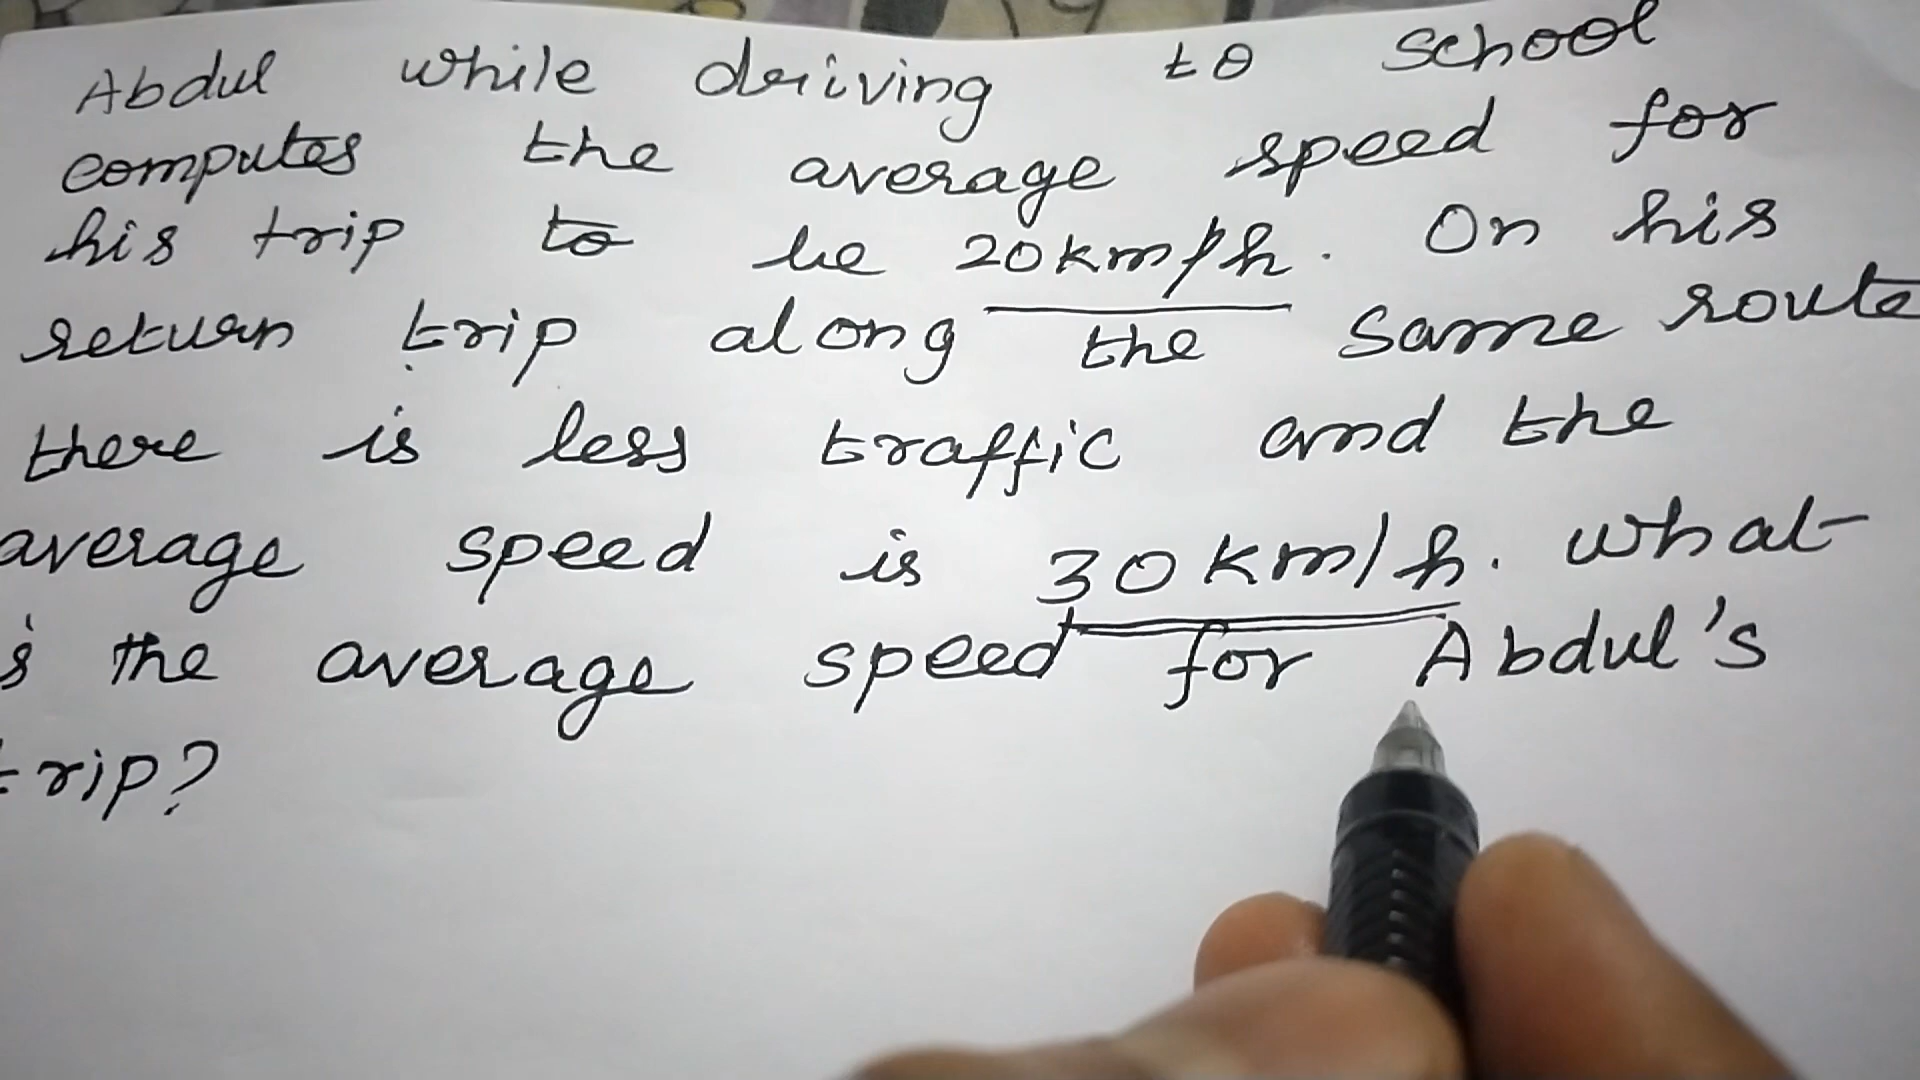 Abdul while driving to school
computes the average speed for
his trip to be 20km/h. On his
return trip along the same route
there is less traffic and the
average speed is 30km/h. what
is the average speed for Abdul's
trip?